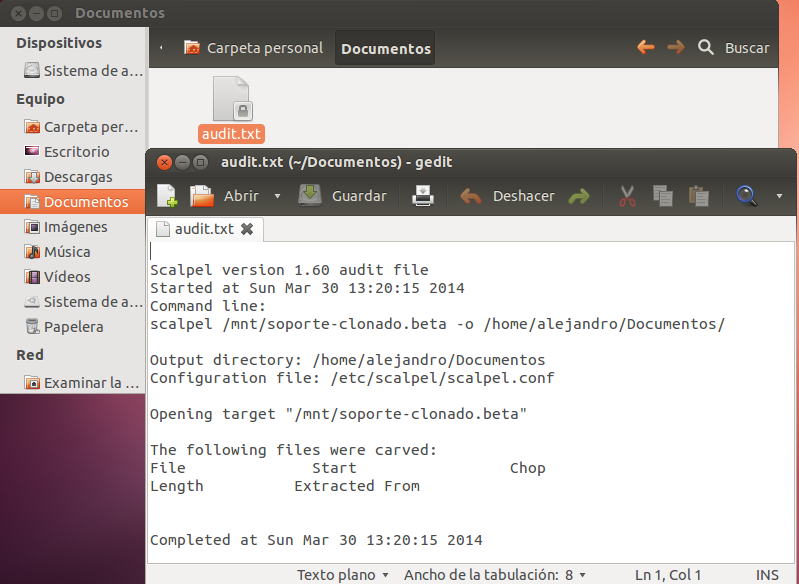 Documentos
Dispositivos
Sistema de a...
Equipo
Carpeta per...
Escritorio
Descargas
Documentos
Imágenes
Música
Vídeos
Sistema de a...
Papelera
Red
Examinar la ...
Carpeta personal
Documentos
Buscar
audit.txt
audit.txt (~/Documentos) - gedit
Abrir
Guardar
Deshacer
audit.txt
Scalpel version 1.60 audit file
Started at Sun Mar 30 13:20:15 2014
Command line:
scalpel /mnt/soporte-clonado.beta -o /home/alejandro/Documentos/
Output directory: /home/alejandro/Documentos
Configuration file: /etc/scalpel/scalpel.conf
Opening target "/mnt/soporte-clonado.beta"
The following files were carved:
File Start Chop
Length Extracted From
Completed at Sun Mar 30 13:20:15 2014
Texto plano Ancho de la tabulación: 8 Ln 1, Col 1 INS